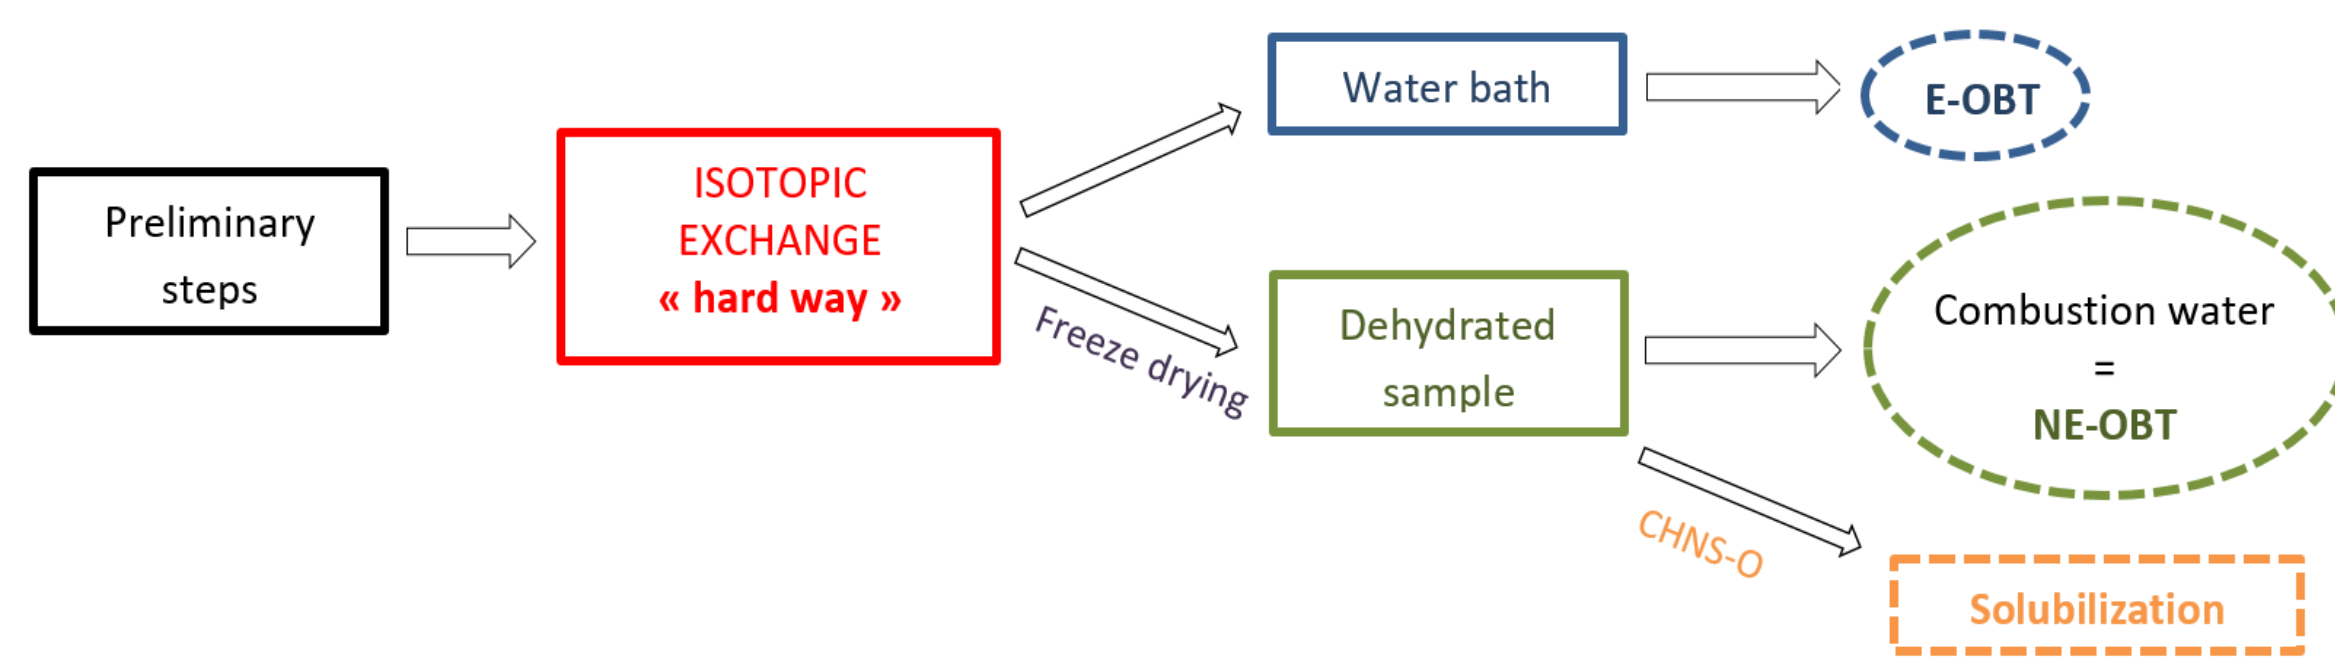 Preliminary
steps
ISOTOPIC
EXCHANGE
« hard way »
Freeze drying
Water bath
E-OBT
Dehydrated
sample
Combustion water
=
NE-OBT
CHNS-O
Solubilization